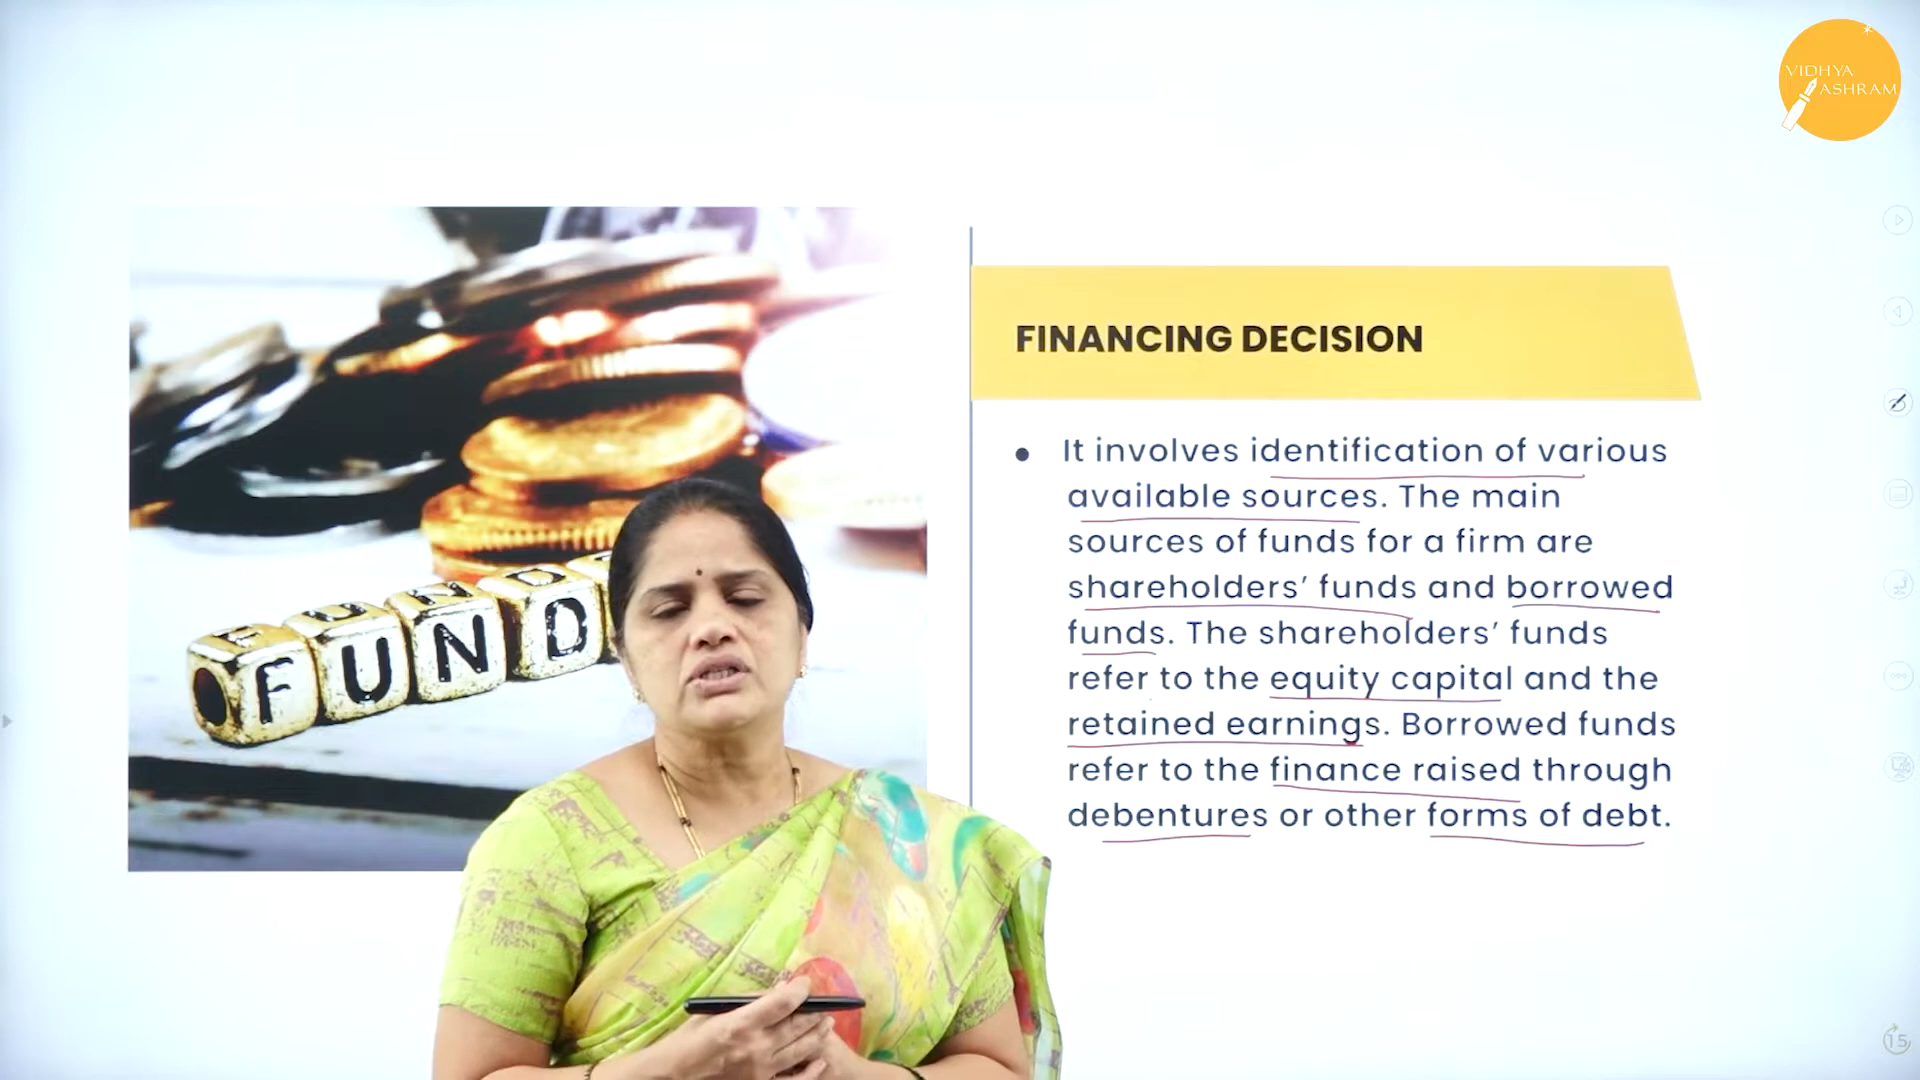 VIDHYA
ASHRAM
FINANCING DECISION
• It involves identification of various
available sources. The main
sources of funds for a firm are
shareholders’ funds and borrowed
funds. The shareholders’ funds
refer to the equity capital and the
retained earnings. Borrowed funds
refer to the finance raised through
debentures or other forms of debt.
FUND
FUND
15